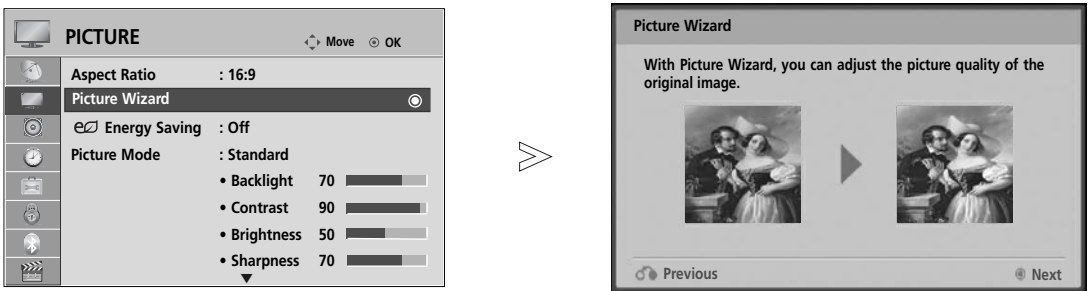 PICTURE
Move OK
Aspect Ratio : 16:9
Picture Wizard
Energy Saving : Off
Picture Mode : Standard
• Backlight 70
• Contrast 90
• Brightness 50
• Sharpness 70
Picture Wizard
With Picture Wizard, you can adjust the picture quality of the
original image.
Previous
Next